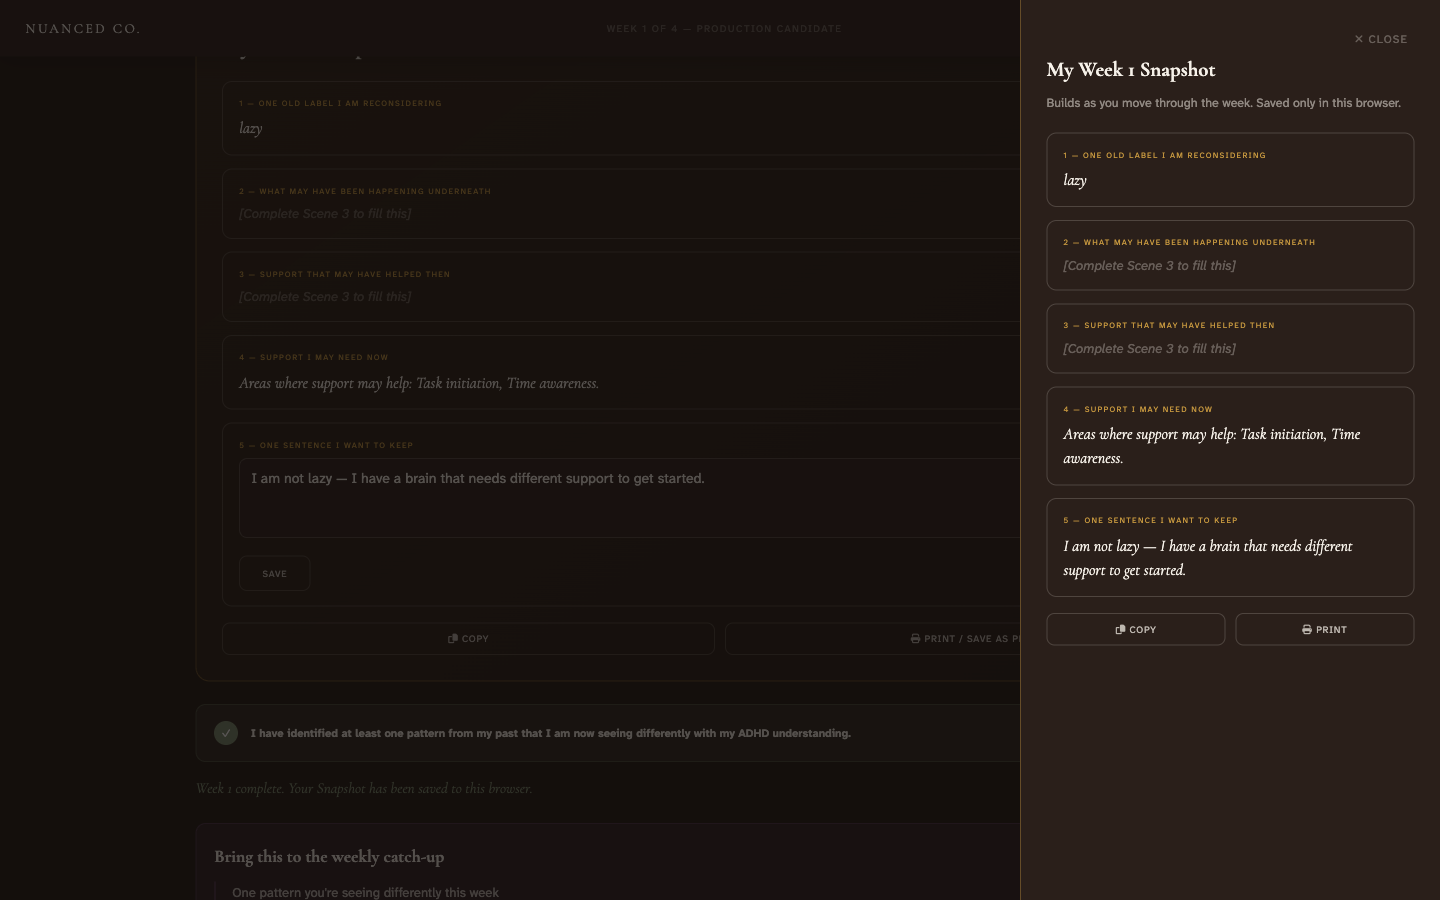 NUANCED CO.
WEEK 1 OF 4 — PRODUCTION CANDIDATE
1 — ONE OLD LABEL I AM RECONSIDERING
lazy
2 — WHAT MAY HAVE BEEN HAPPENING UNDERNEATH
[Complete Scene 3 to fill this]
3 — SUPPORT THAT MAY HAVE HELPED THEN
[Complete Scene 3 to fill this]
4 — SUPPORT I MAY NEED NOW
Areas where support may help: Task initiation, Time awareness.
5 — ONE SENTENCE I WANT TO KEEP
I am not lazy — I have a brain that needs different support to get started.
SAVE
COPY
PRINT / SAVE AS
I have identified at least one pattern from my past that I am now seeing differently with my ADHD understanding.
Week 1 complete. Your Snapshot has been saved to this browser.
Bring this to the weekly catch-up
One pattern you're seeing differently this week
✕ CLOSE
My Week 1 Snapshot
Builds as you move through the week. Saved only in this browser.
1 — ONE OLD LABEL I AM RECONSIDERING
lazy
2 — WHAT MAY HAVE BEEN HAPPENING UNDERNEATH
[Complete Scene 3 to fill this]
3 — SUPPORT THAT MAY HAVE HELPED THEN
[Complete Scene 3 to fill this]
4 — SUPPORT I MAY NEED NOW
Areas where support may help: Task initiation, Time
awareness.
5 — ONE SENTENCE I WANT TO KEEP
I am not lazy — I have a brain that needs different
support to get started.
COPY
PRINT